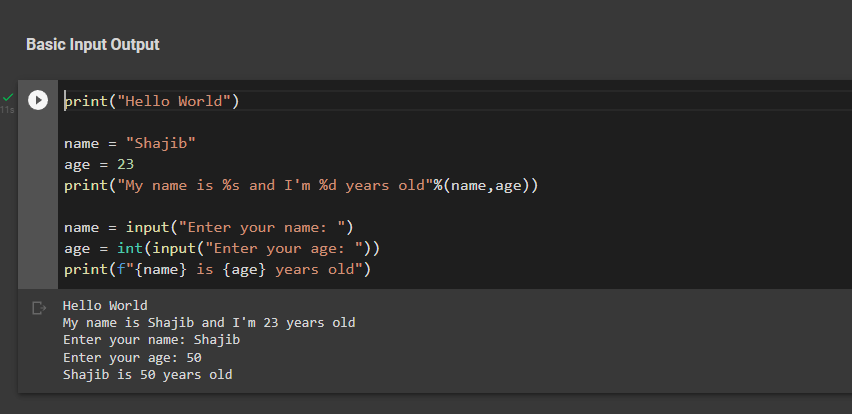 Basic Input Output
11s
print("Hello World")
name = "Shajib"
age = 23
print("My name is %s and I'm %d years old"%(name,age))
name = input("Enter your name: ")
age = int(input("Enter your age: "))
print(f"{name} is {age} years old")
Hello World
My name is Shajib and I'm 23 years old
Enter your name: Shajib
Enter your age: 50
Shajib is 50 years old